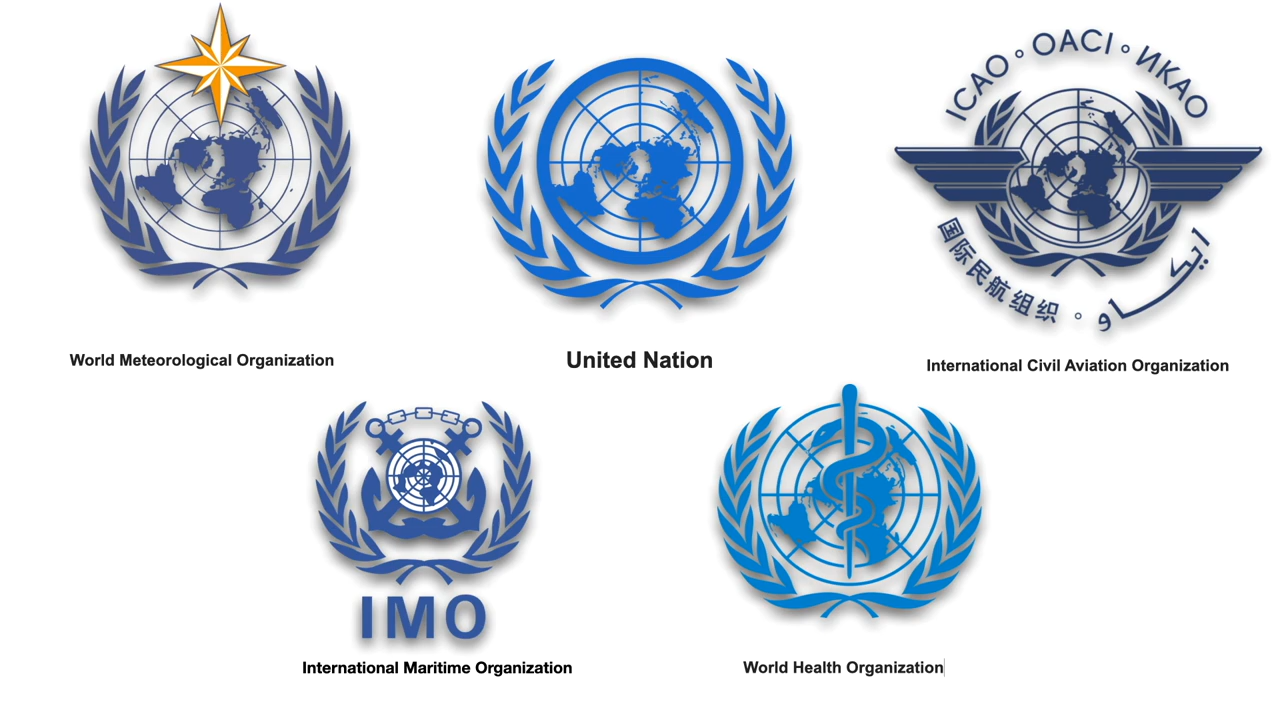 ICAO ◦ OACI ◦ ИКАО
国际民航组织 ◦ ايكاو
World Meteorological Organization
United Nation
International Civil Aviation Organization
IMO
International Maritime Organization
World Health Organization